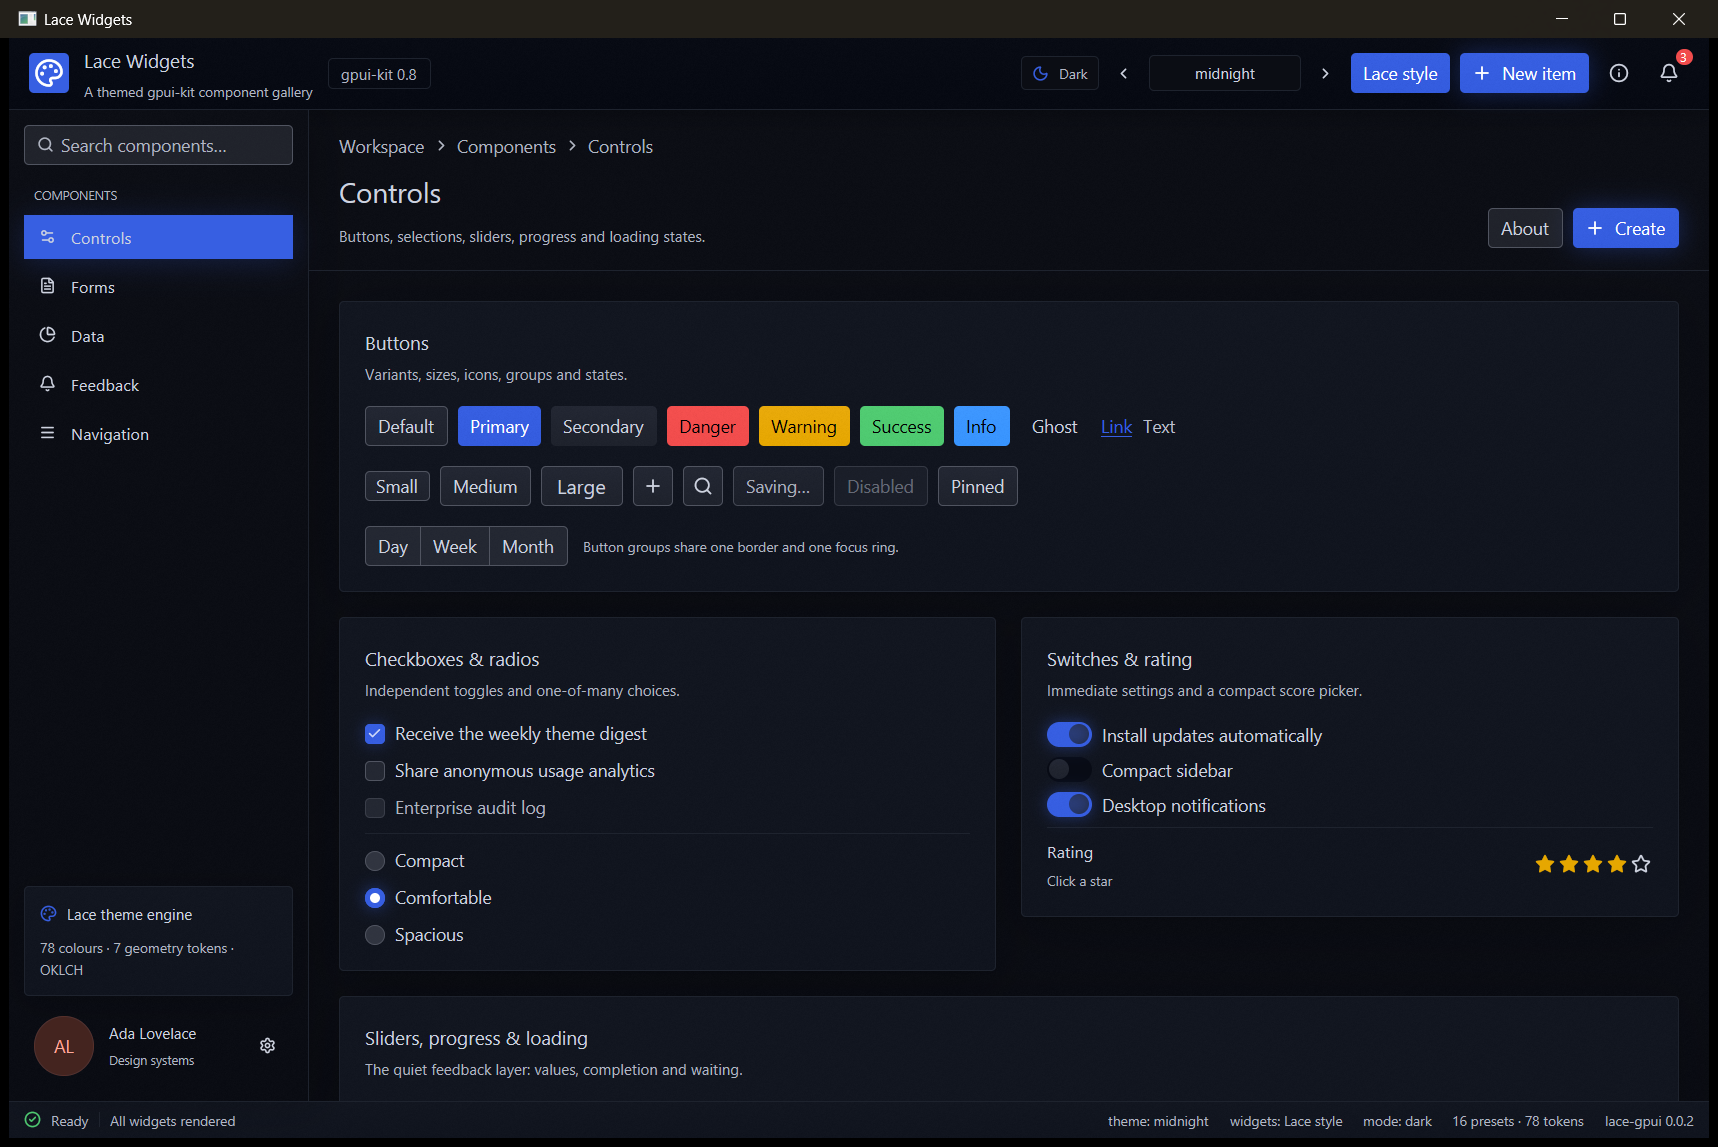 Lace Widgets
Lace Widgets
A themed gpui-kit component gallery
gpui-kit 0.8
Dark
midnight
Lace style
New item
3
Search components...
COMPONENTS
Controls
Forms
Data
Feedback
Navigation
Lace theme engine
78 colours · 7 geometry tokens ·
OKLCH
AL
Ada Lovelace
Design systems
Workspace > Components > Controls
Controls
Buttons, selections, sliders, progress and loading states.
About
Create
Buttons
Variants, sizes, icons, groups and states.
Default Primary Secondary Danger Warning Success Info Ghost Link Text
Small Medium Large Saving... Disabled Pinned
Day Week Month Button groups share one border and one focus ring.
Checkboxes & radios
Independent toggles and one-of-many choices.
Receive the weekly theme digest
Share anonymous usage analytics
Enterprise audit log
Compact
Comfortable
Spacious
Switches & rating
Immediate settings and a compact score picker.
Install updates automatically
Compact sidebar
Desktop notifications
Rating
Click a star
Sliders, progress & loading
The quiet feedback layer: values, completion and waiting.
Ready All widgets rendered
theme: midnight widgets: Lace style mode: dark 16 presets · 78 tokens lace-gpui 0.0.2